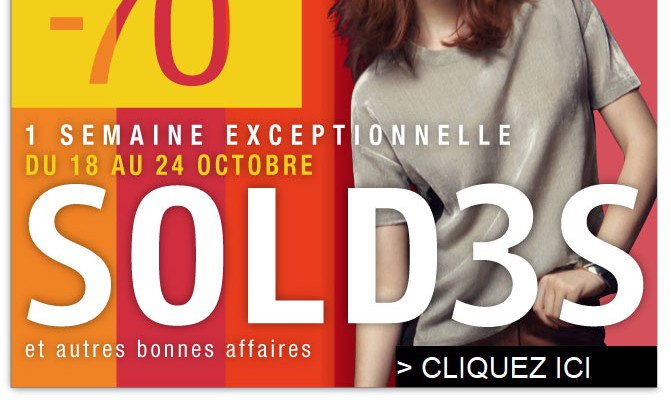 -70
1 SEMAINE EXCEPTIONNELLE
DU 18 AU 24 OCTOBRE
SOLD3S
et autres bonnes affaires
> CLIQUEZ ICI